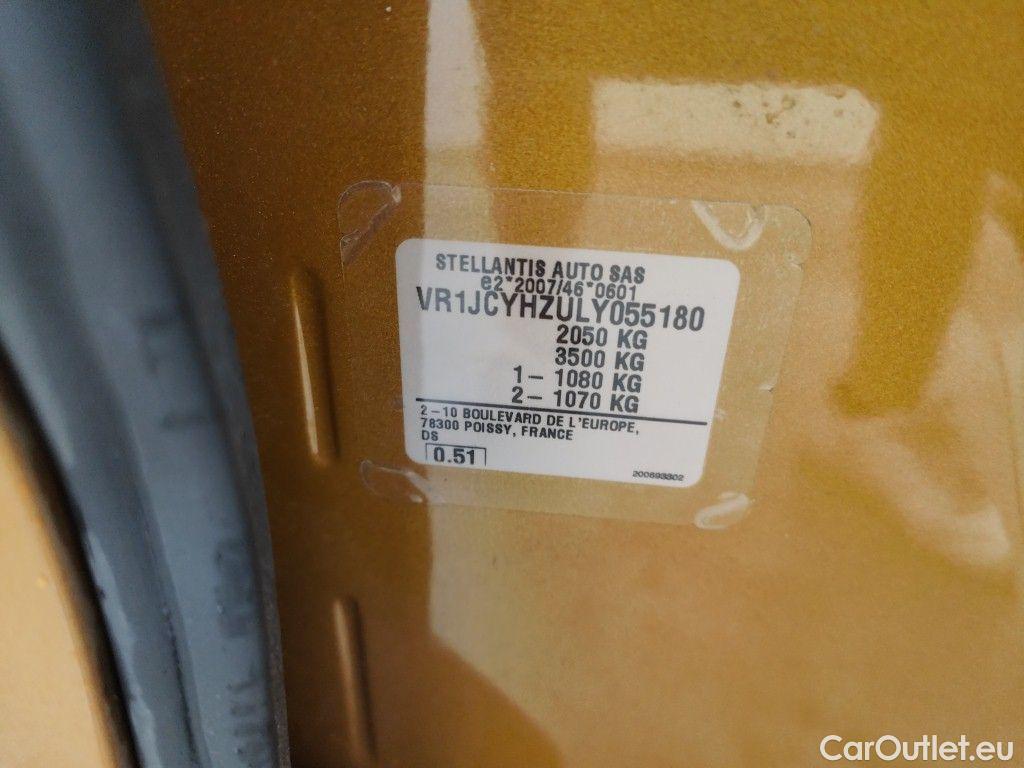 STELLANTIS AUTO SAS
e2*2007/46*0601
VR1JCYHZULY055180
2050 KG
3500 KG
1- 1080 KG
2- 1070 KG
2-10 BOULEVARD DE L'EUROPE,
78300 POISSY, FRANCE
DS
0.51
200693302
CarOutlet.eu